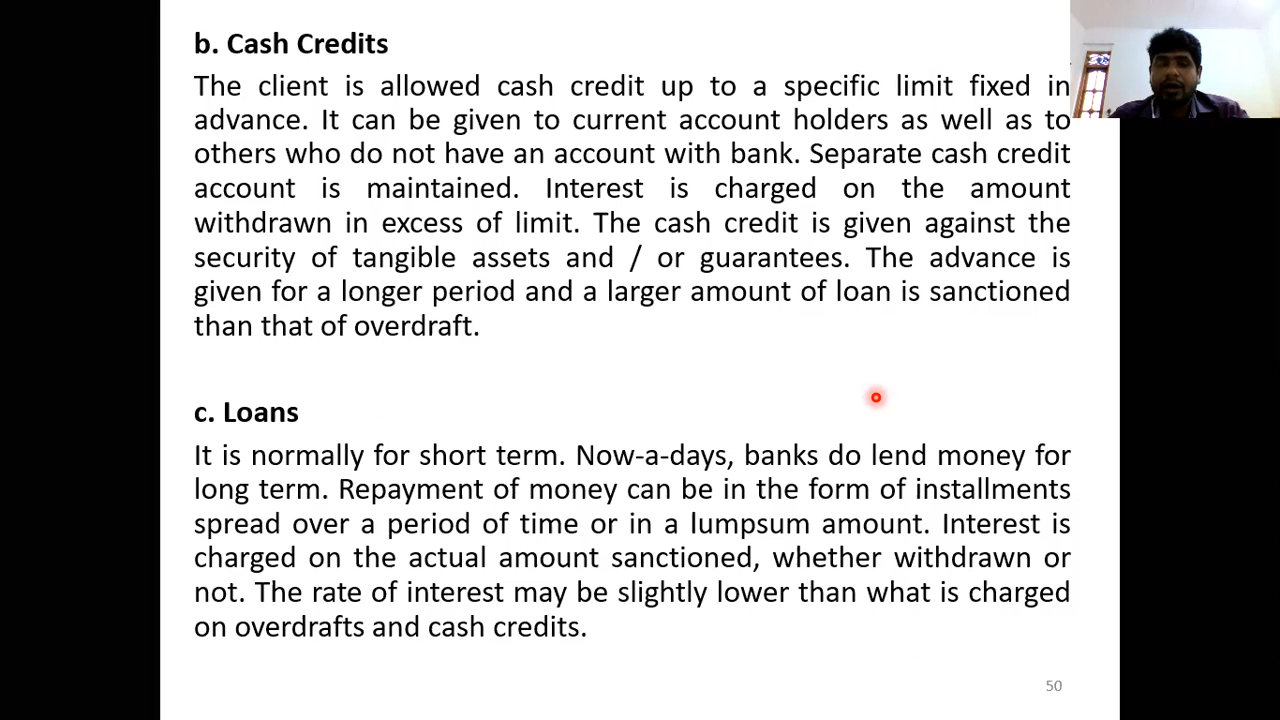 b. Cash Credits
The client is allowed cash credit up to a specific limit fixed in
advance. It can be given to current account holders as well as to
others who do not have an account with bank. Separate cash credit
account is maintained. Interest is charged on the amount
withdrawn in excess of limit. The cash credit is given against the
security of tangible assets and / or guarantees. The advance is
given for a longer period and a larger amount of loan is sanctioned
than that of overdraft.
c. Loans
It is normally for short term. Now-a-days, banks do lend money for
long term. Repayment of money can be in the form of installments
spread over a period of time or in a lumpsum amount. Interest is
charged on the actual amount sanctioned, whether withdrawn or
not. The rate of interest may be slightly lower than what is charged
on overdrafts and cash credits.
50